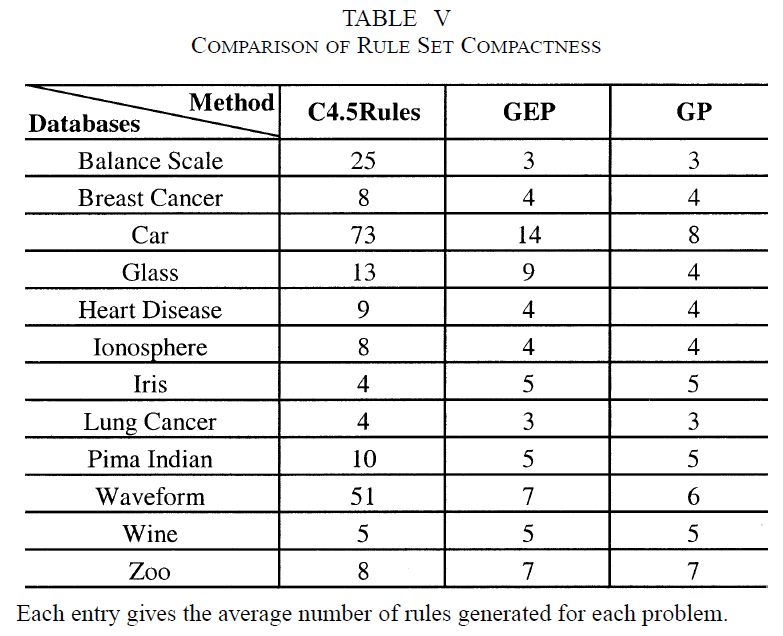 TABLE V
COMPARISON OF RULE SET COMPACTNESS
Method
Databases
C4.5Rules GEP GP
Balance Scale 25 3 3
Breast Cancer 8 4 4
Car 73 14 8
Glass 13 9 4
Heart Disease 9 4 4
Ionosphere 8 4 4
Iris 4 5 5
Lung Cancer 4 3 3
Pima Indian 10 5 5
Waveform 51 7 6
Wine 5 5 5
Zoo 8 7 7
Each entry gives the average number of rules generated for each problem.